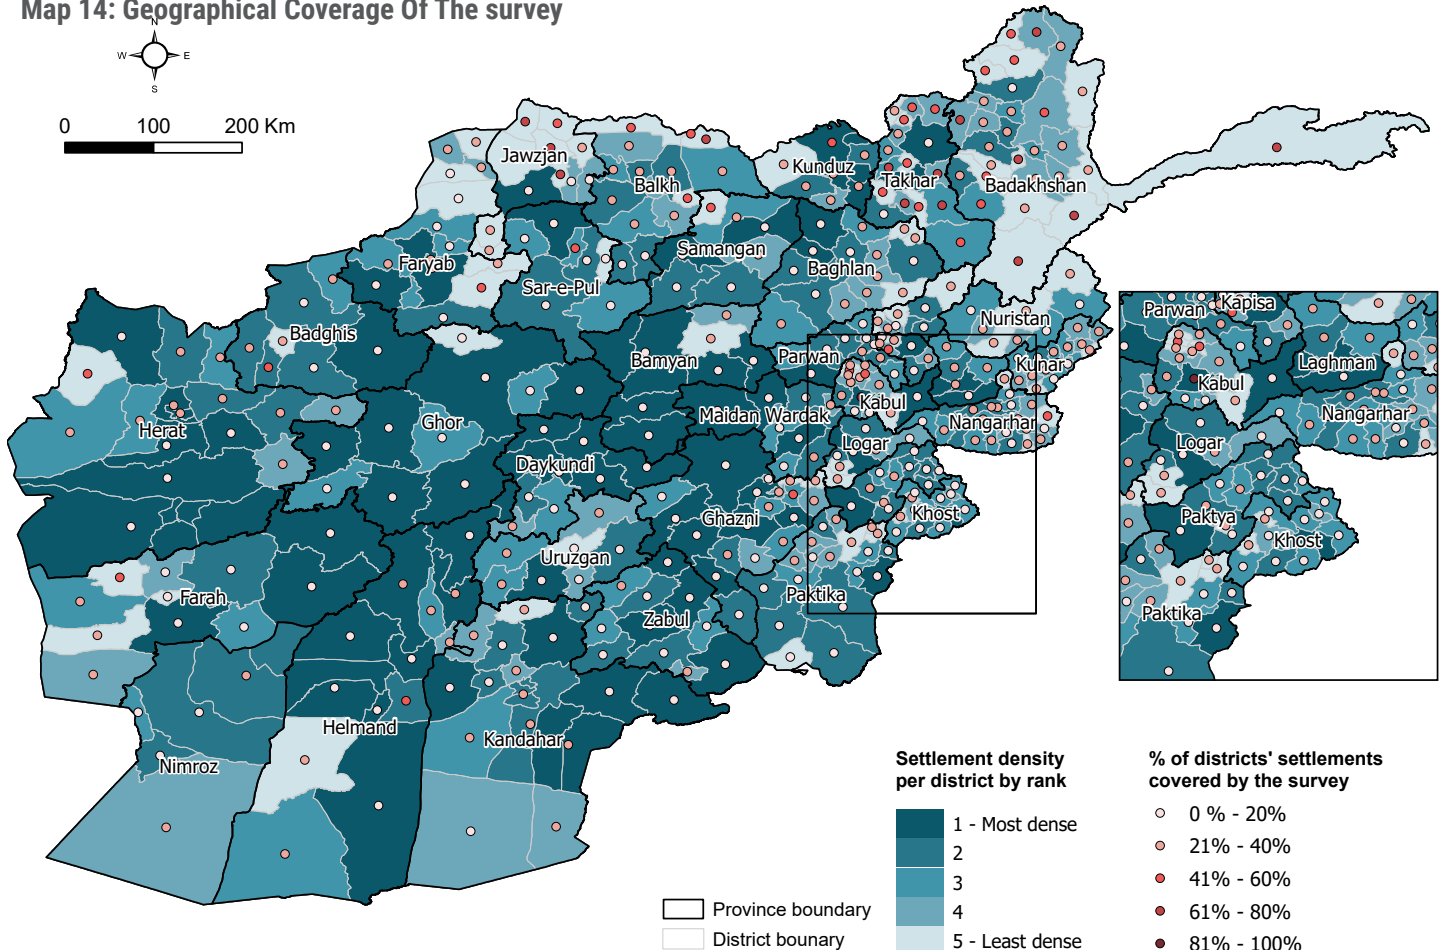 Map 14: Geographical Coverage Of The survey
N
W
E
S
0
100
200 Km
Jawzjan
Balkh
Kunduz
Takhar
Badakhshan
Faryab
Samangan
Sar-e-Pul
Baghlan
Badghis
Nuristan
Bamyan
Parwan
Kunar
Herat
Ghor
Maidan Wardak
Kabul
Nangarhar
Logar
Daykundi
Ghazni
Khost
Uruzgan
Farah
Zabul
Paktika
Helmand
Kandahar
Nimroz
Parwan
Kapisa
Laghman
Kabul
Nangarhar
Logar
Paktya
Khost
Paktika
Province boundary
District bounary
Settlement density
per district by rank
1 - Most dense
2
3
4
5 - Least dense
% of districts' settlements
covered by the survey
0 % - 20%
21% - 40%
41% - 60%
61% - 80%
81% - 100%